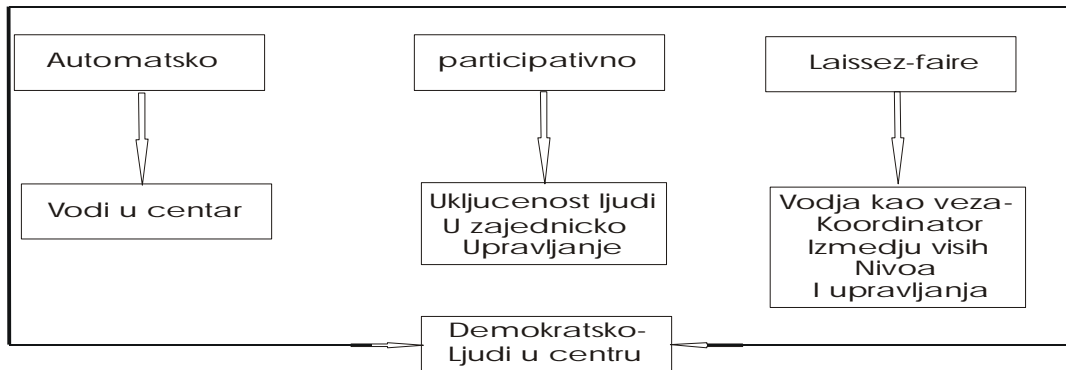 Automatsko
participativno
Laissez-faire
Vodi u centar
Ukljucenost ljudi
U zajednicko
Upravljanje
Vodja kao veza-
Koordinator
Izmedju visih
Nivoa
I upravljanja
Demokratsko-
Ljudi u centru